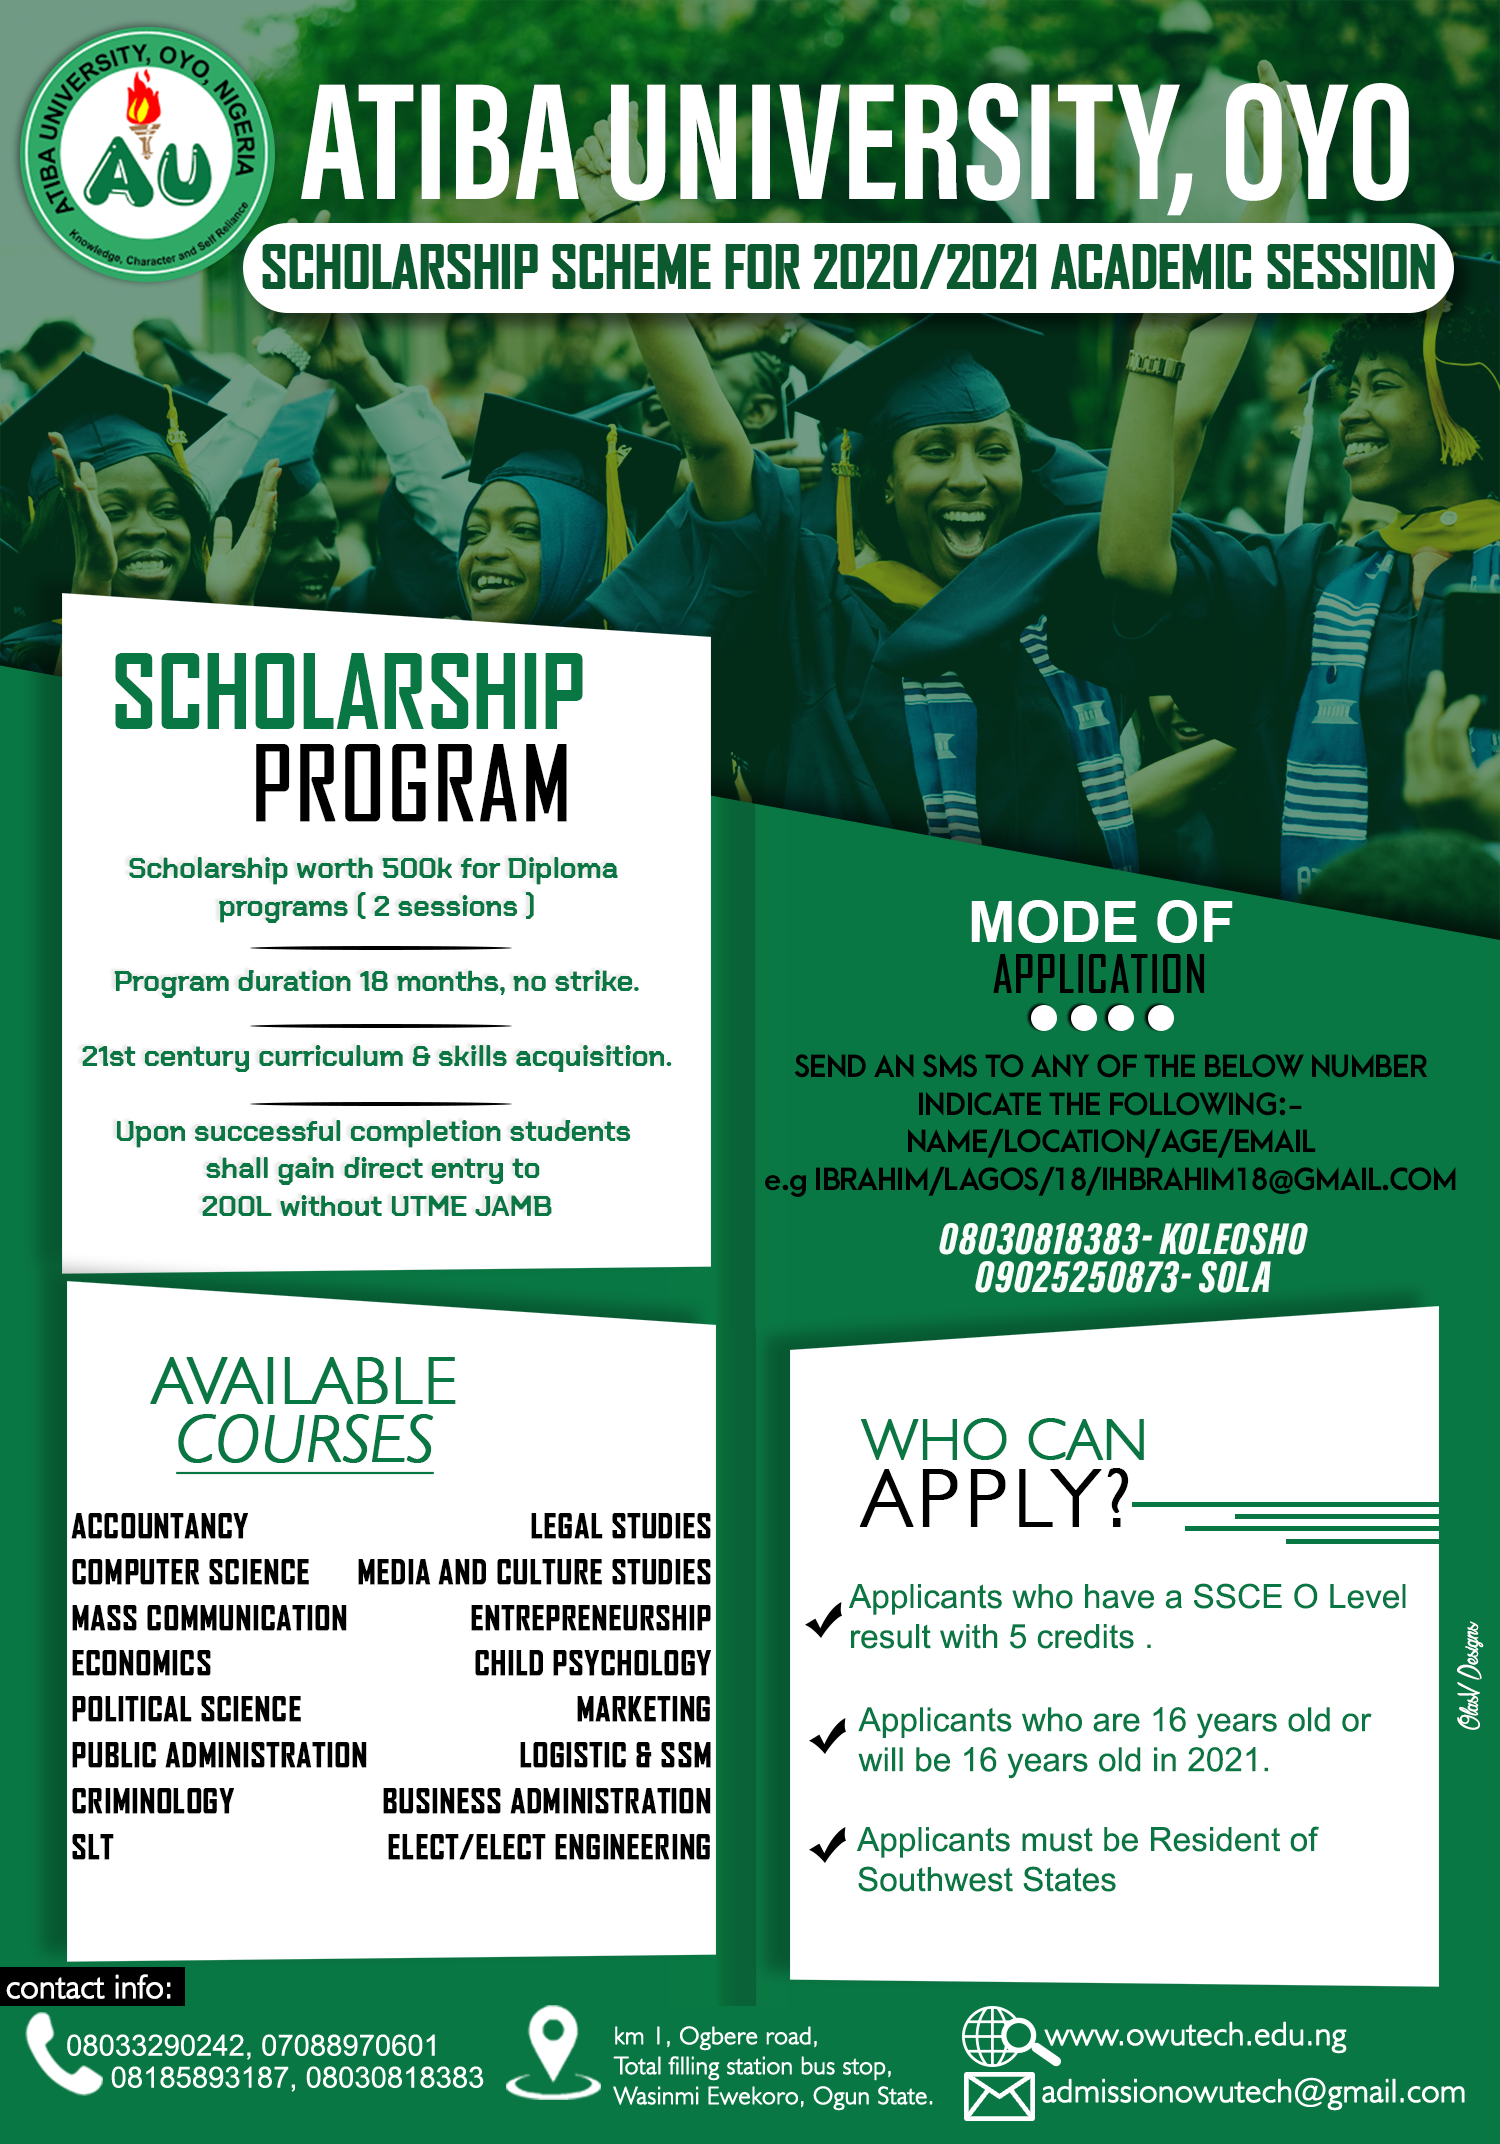 ATIBA UNIVERSITY, OYO, NIGERIA
AU
Knowledge, Character and Self Reliance
ATIBA UNIVERSITY, OYO
SCHOLARSHIP SCHEME FOR 2020/2021 ACADEMIC SESSION
SCHOLARSHIP
PROGRAM
Scholarship worth 500k for Diploma
programs ( 2 sessions )
Program duration 18 months, no strike.
21st century curriculum & skills acquisition.
Upon successful completion students
shall gain direct entry to
200L without UTME JAMB
MODE OF
APPLICATION
SEND AN SMS TO ANY OF THE BELOW NUMBER
INDICATE THE FOLLOWING:-
NAME/LOCATION/AGE/EMAIL
e.g IBRAHIM/LAGOS/18/IHBRAHIM18@GMAIL.COM
08030818383- KOLEOSHO
09025250873- SOLA
AVAILABLE
COURSES
ACCOUNTANCY
COMPUTER SCIENCE
MASS COMMUNICATION
ECONOMICS
POLITICAL SCIENCE
PUBLIC ADMINISTRATION
CRIMINOLOGY
SLT
LEGAL STUDIES
MEDIA AND CULTURE STUDIES
ENTREPRENEURSHIP
CHILD PSYCHOLOGY
MARKETING
LOGISTIC & SSM
BUSINESS ADMINISTRATION
ELECT/ELECT ENGINEERING
WHO CAN
APPLY?
Applicants who have a SSCE O Level
result with 5 credits .
Applicants who are 16 years old or
will be 16 years old in 2021.
Applicants must be Resident of
Southwest States
OlasV Designs
contact info:
08033290242, 07088970601
08185893187, 08030818383
km 1, Ogbere road,
Total filling station bus stop,
Wasinmi Ewekoro, Ogun State.
www.owutech.edu.ng
admissionowutech@gmail.com